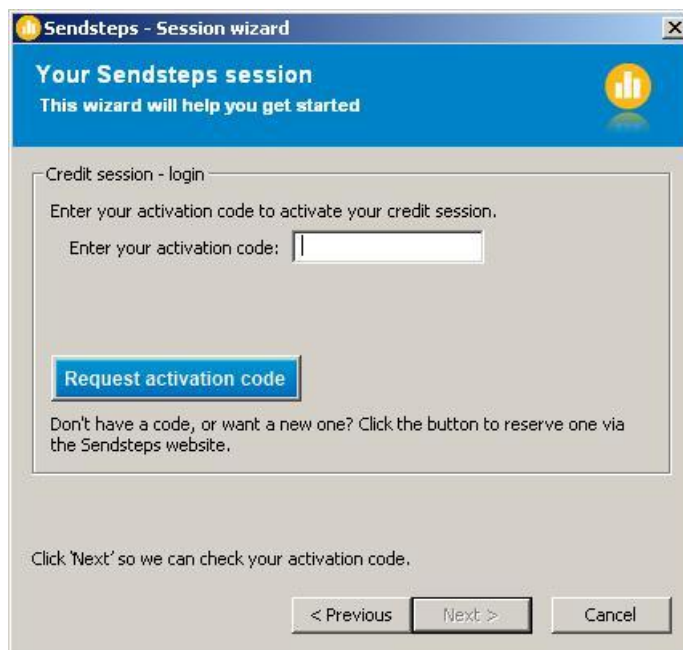 Sendsteps - Session wizard
Your Sendsteps session
This wizard will help you get started
Credit session - login
Enter your activation code to activate your credit session.
Enter your activation code:
Request activation code
Don't have a code, or want a new one? Click the button to reserve one via
the Sendsteps website.
Click 'Next' so we can check your activation code.
< Previous Next > Cancel